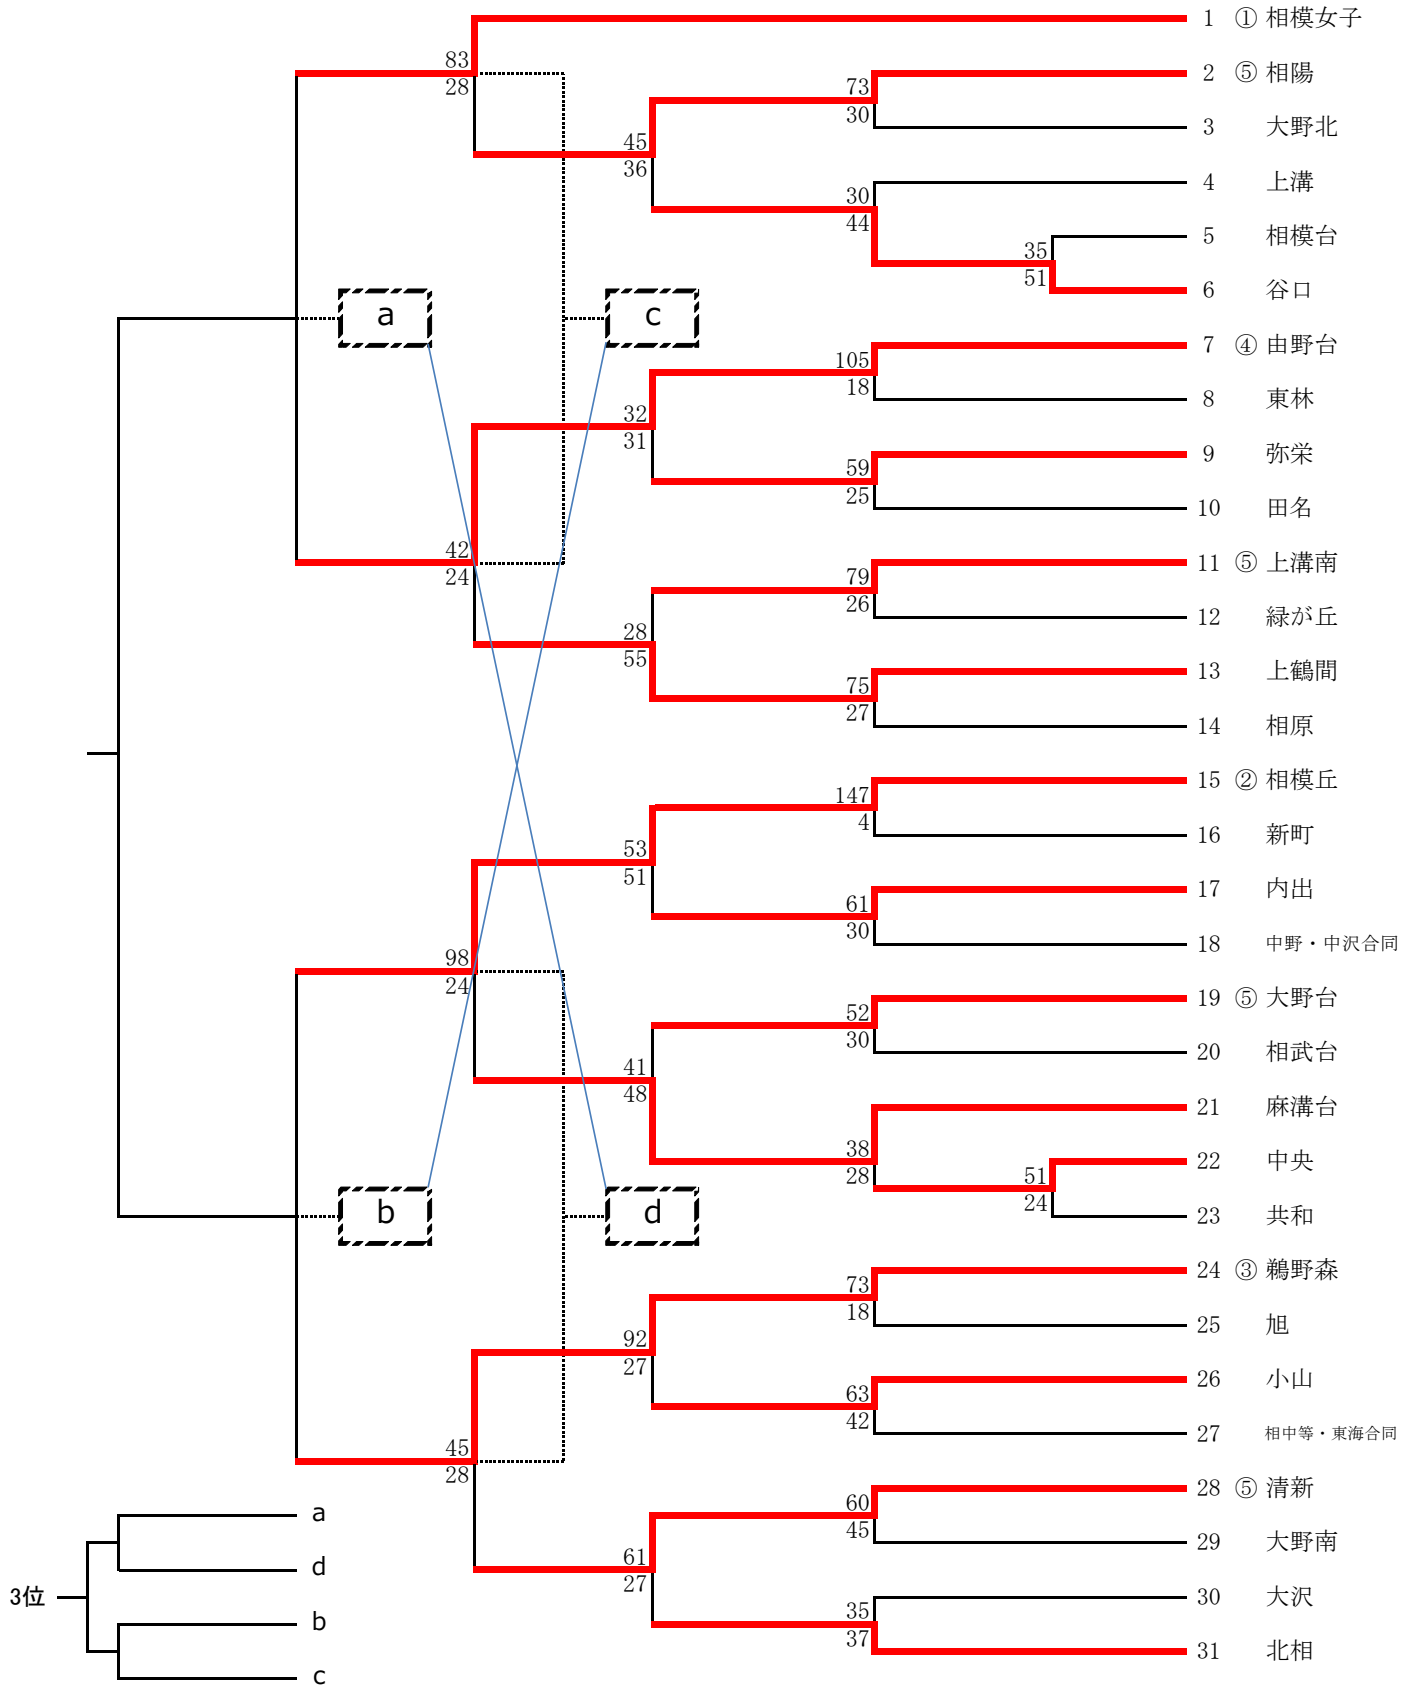 1 ① 相模女子
83
28
2 ⑤ 相陽
73
30
3 大野北
45
36
4 上溝
30
44
5 相模台
35
51
6 谷口
a
c
7 ④ 由野台
105
18
8 東林
32
31
9 弥栄
59
25
10 田名
42
24
11 ⑤ 上溝南
79
26
12 緑が丘
28
55
13 上鶴間
75
27
14 相原
15 ② 相模丘
147
4
16 新町
53
51
17 内出
61
30
18 中野・中沢合同
98
24
19 ⑤ 大野台
52
30
20 相武台
41
48
21 麻溝台
38
28
22 中央
51
24
23 共和
b
d
24 ③ 鵜野森
73
18
25 旭
92
27
26 小山
63
42
27 相中等・東海合同
45
28
28 ⑤ 清新
60
45
29 大野南
61
27
30 大沢
35
37
31 北相
a
d
3位
b
c